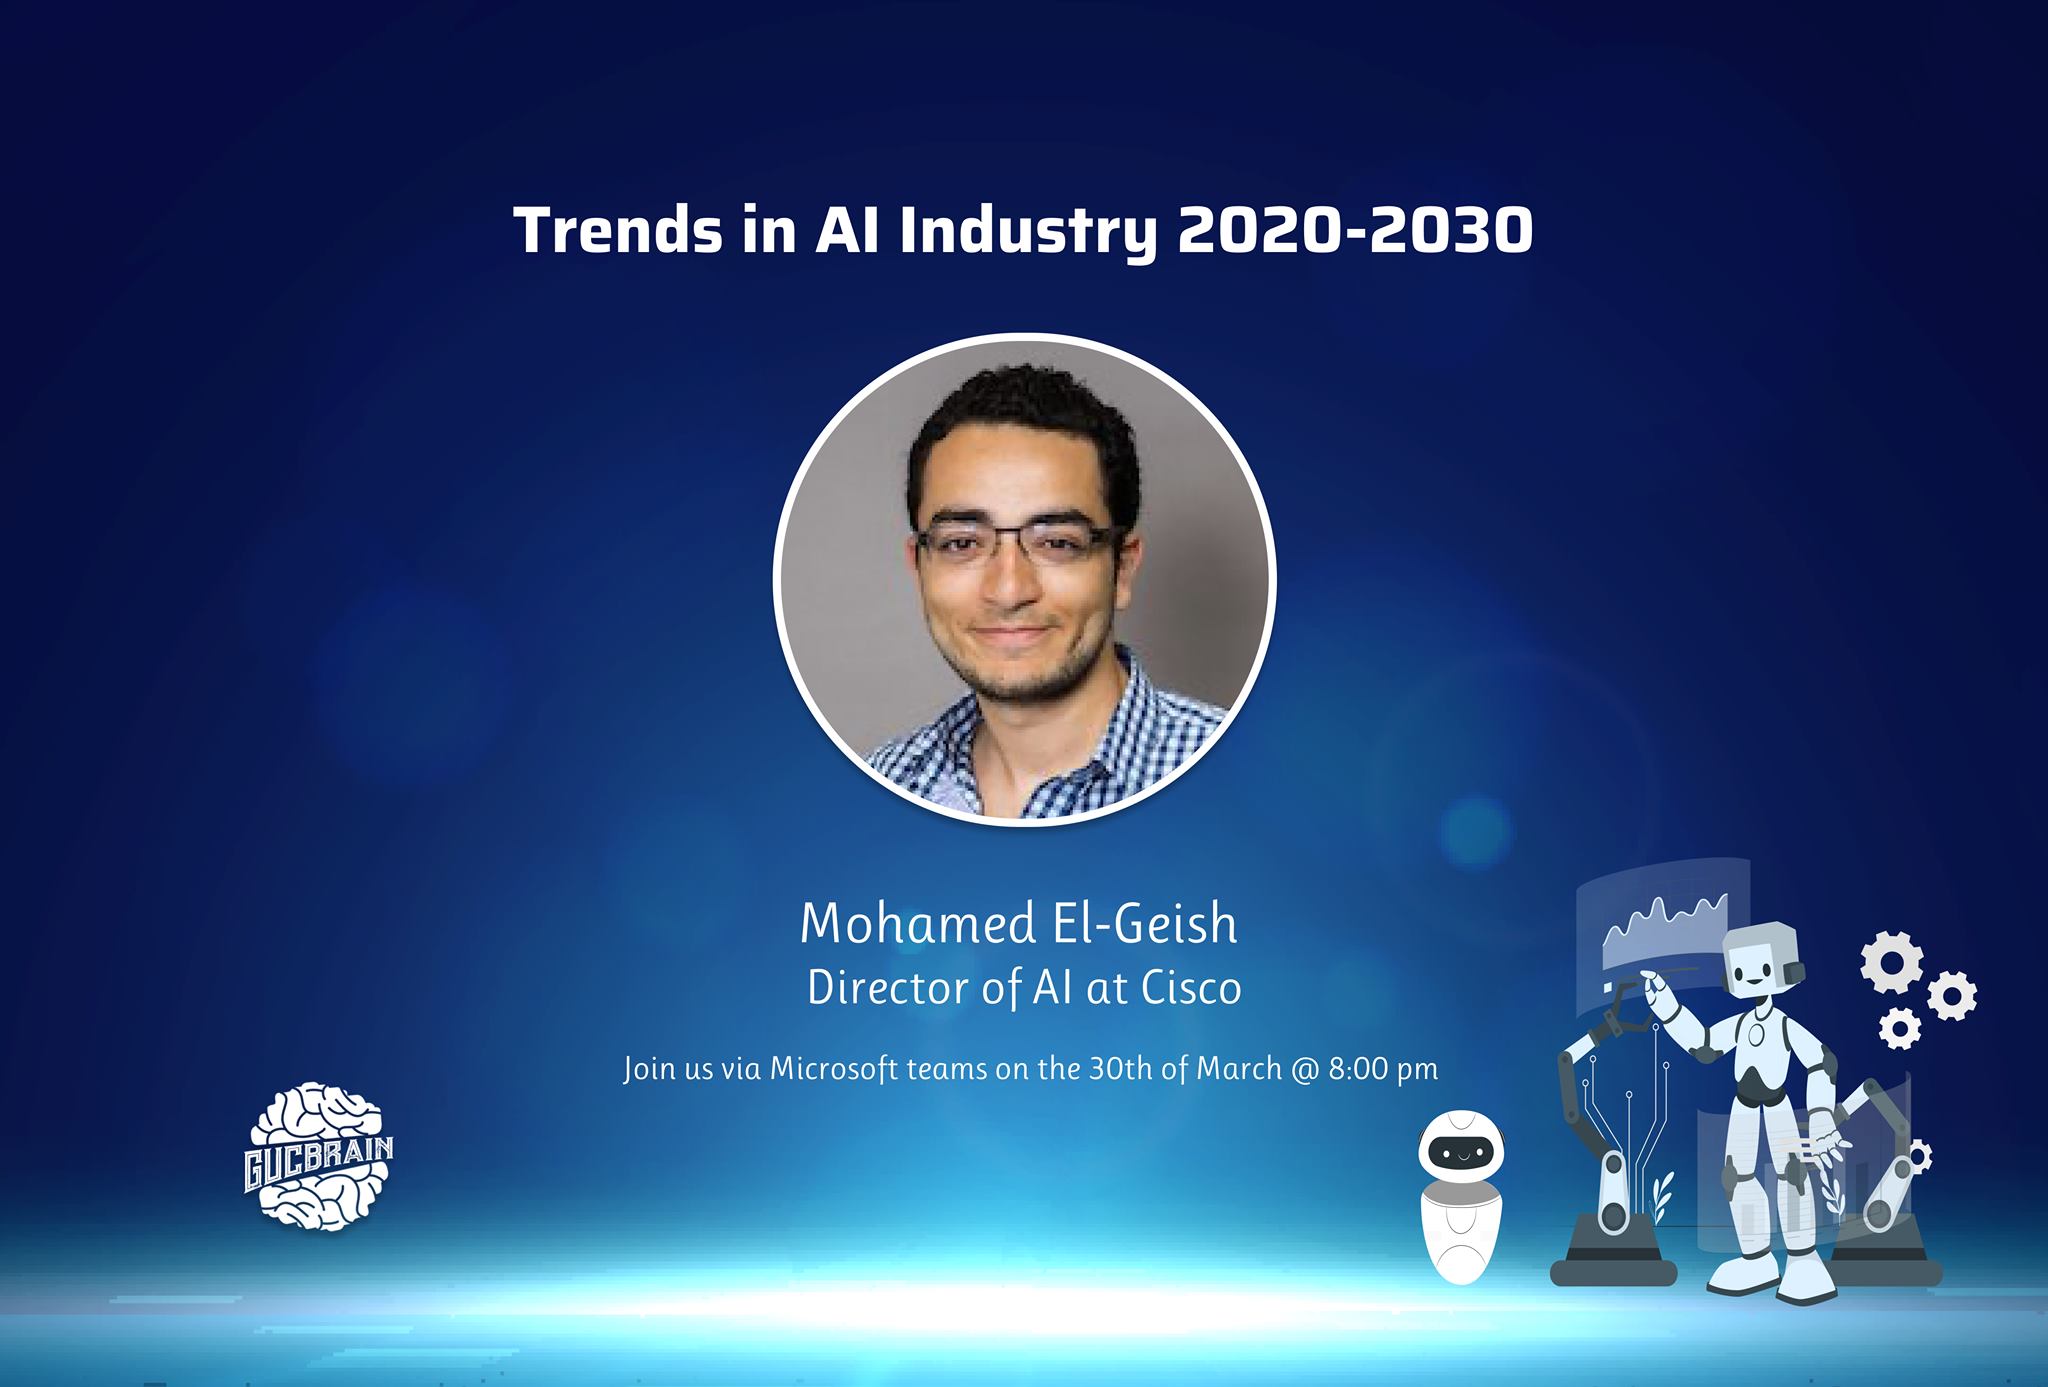 Trends in AI Industry 2020-2030
Mohamed El-Geish
Director of AI at Cisco
Join us via Microsoft teams on the 30th of March @ 8:00 pm
GUCBRAIN